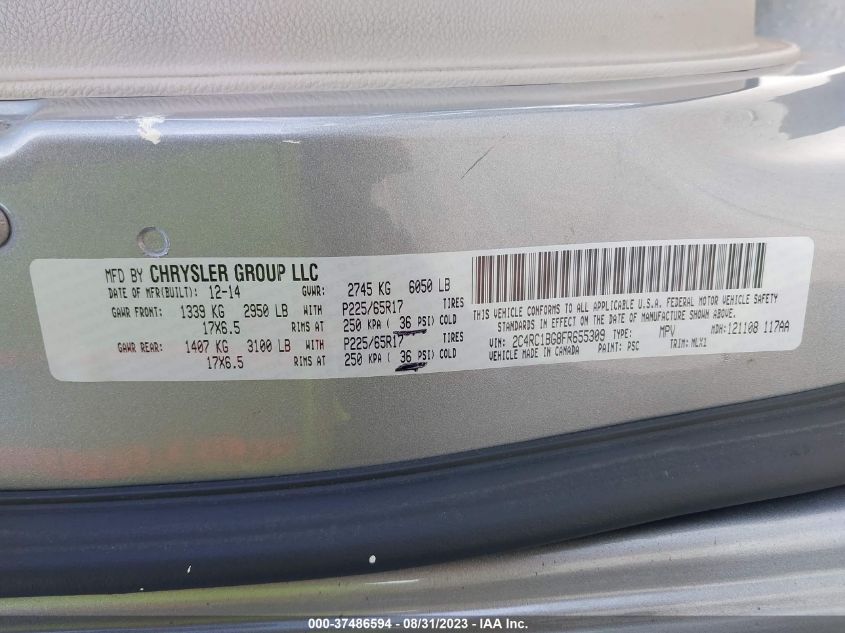 MFD BY CHRYSLER GROUP LLC
DATE OF MFR(BUILT): 12-14 GVWR: 2745 KG 6050 LB
GAWR FRONT: 1339 KG 2950 LB WITH P225/65R17 TIRES
17X6.5 RIMS AT 250 KPA ( 36 PSI) COLD
GAWR REAR: 1407 KG 3100 LB WITH P225/65R17 TIRES
17X6.5 RIMS AT 250 KPA ( 36 PSI) COLD
THIS VEHICLE CONFORMS TO ALL APPLICABLE U.S.A. FEDERAL MOTOR VEHICLE SAFETY
STANDARDS IN EFFECT ON THE DATE OF MANUFACTURE SHOWN ABOVE.
VIN: 2C4RC1BG8FR655309 TYPE: MPV MDH:121108 117AA
VEHICLE MADE IN CANADA PAINT: PSC TRIM: MLX1
000-37486594 - 08/31/2023 - IAA Inc.